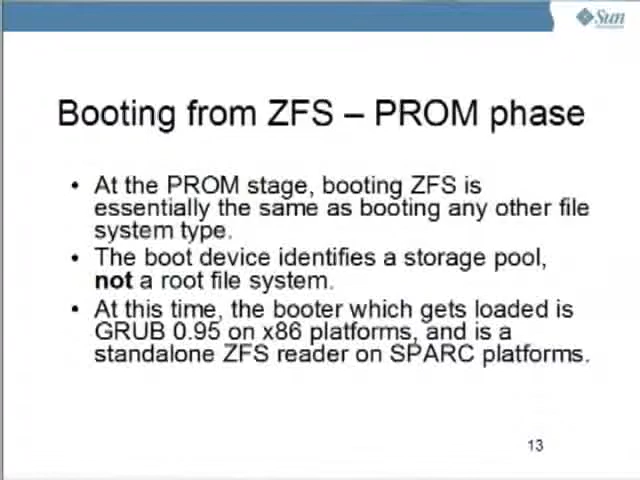 Sun
Booting from ZFS – PROM phase
• At the PROM stage, booting ZFS is
essentially the same as booting any other file
system type.
• The boot device identifies a storage pool,
not a root file system.
• At this time, the booter which gets loaded is
GRUB 0.95 on x86 platforms, and is a
standalone ZFS reader on SPARC platforms.
13